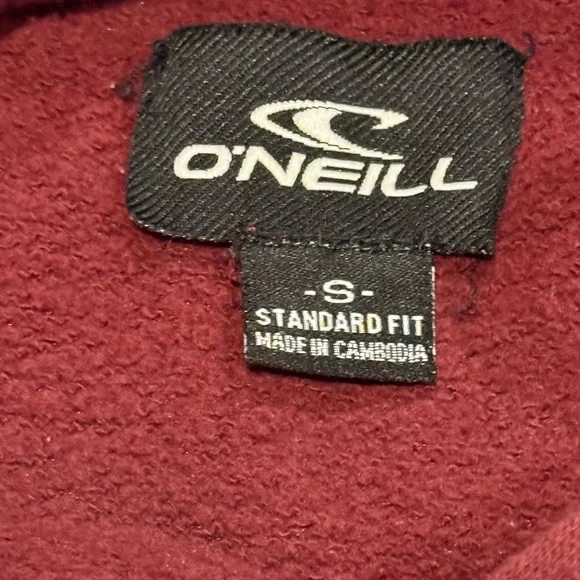 O'NEILL
-S-
STANDARD FIT
MADE IN CAMBODIA